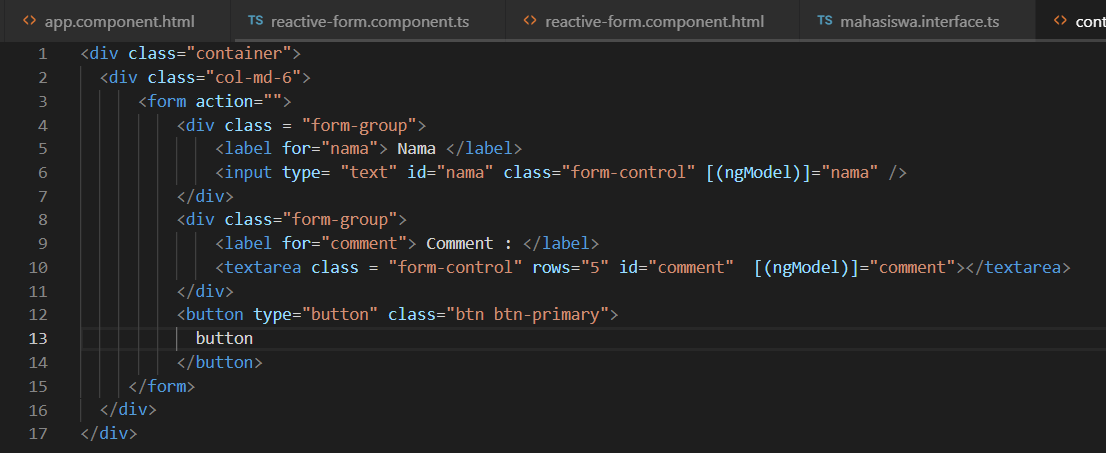 <> app.component.html TS reactive-form.component.ts <> reactive-form.component.html TS mahasiswa.interface.ts <> cont
1 <div class="container">
2 <div class="col-md-6">
3 <form action="">
4 <div class = "form-group">
5 <label for="nama"> Nama </label>
6 <input type= "text" id="nama" class="form-control" [(ngModel)]="nama" />
7 </div>
8 <div class="form-group">
9 <label for="comment"> Comment : </label>
10 <textarea class = "form-control" rows="5" id="comment"  [(ngModel)]="comment"></textarea>
11 </div>
12 <button type="button" class="btn btn-primary">
13 button
14 </button>
15 </form>
16 </div>
17 </div>